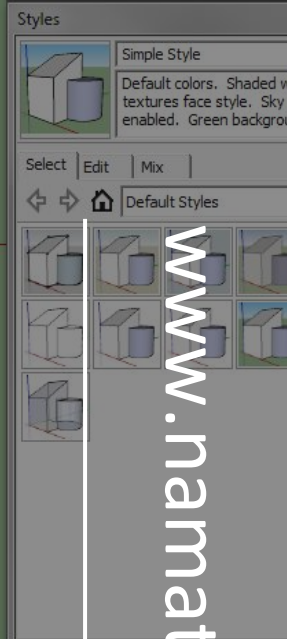 Styles
Simple Style
Default colors. Shaded w
textures face style. Sky
enabled. Green backgrou
Select
Edit
Mix
Default Styles
www.namat